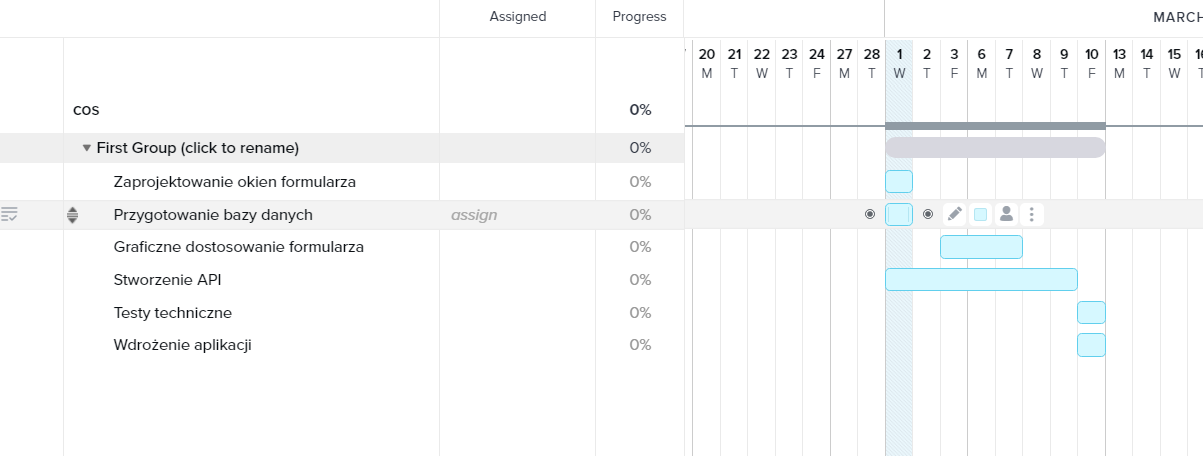 Assigned Progress MARCH
20 21 22 23 24 27 28 1 2 3 6 7 8 9 10 13 14 15
M T W T F M T W T F M T W T F M T W
cos 0%
First Group (click to rename) 0%
Zaprojektowanie okien formularza 0%
Przygotowanie bazy danych assign 0%
Graficzne dostosowanie formularza 0%
Stworzenie API 0%
Testy techniczne 0%
Wdrożenie aplikacji 0%